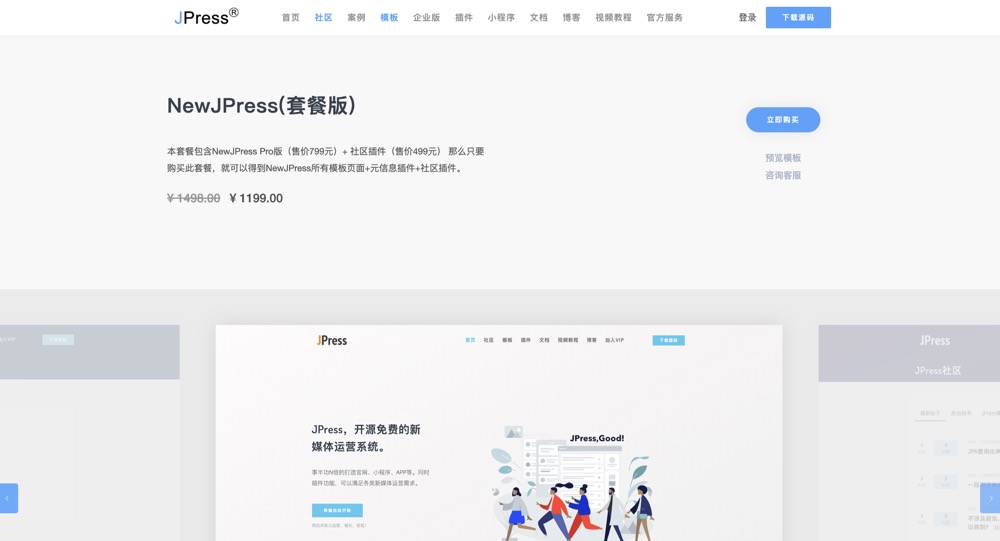 JPress®
首页 社区 案例 模板 企业版 插件 小程序 文档 博客 视频教程 官方服务
登录 下载源码
NewJPress(套餐版)
立即购买
本套餐包含NewJPress Pro版（售价799元）+ 社区插件（售价499元） 那么只要
购买此套餐，就可以得到NewJPress所有模板页面+元信息插件+社区插件。
预览模板
咨询客服
¥ 1498.00 ¥ 1199.00
JPress
首页 社区 模板 插件 文档 视频教程 博客 加入VIP
下载源码
JPress，开源免费的新
媒体运营系统。
JPress,Good!
事半功N倍的打造官网、小程序、APP等。同时
插件功能，可以满足各类新媒体运营需求。
JPress
JPress社区